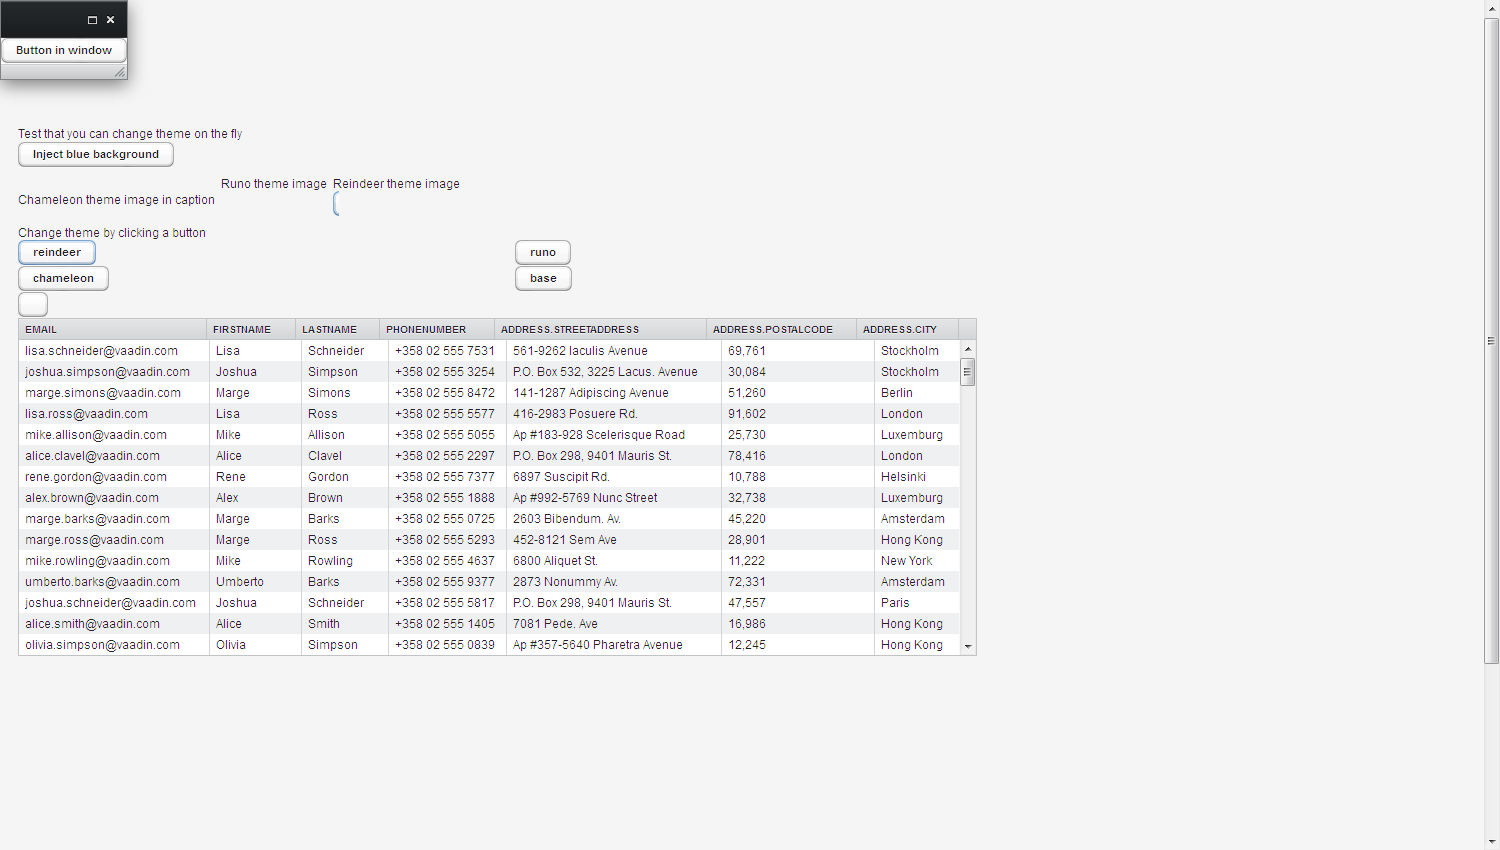 Button in window
Test that you can change theme on the fly
Inject blue background
Runo theme image Reindeer theme image
Chameleon theme image in caption
Change theme by clicking a button
reindeer runo
chameleon base
EMAIL FIRSTNAME LASTNAME PHONENUMBER ADDRESS.STREETADDRESS ADDRESS.POSTALCODE ADDRESS.CITY
lisa.schneider@vaadin.com Lisa Schneider +358 02 555 7531 561-9262 Iaculis Avenue 69,761 Stockholm
joshua.simpson@vaadin.com Joshua Simpson +358 02 555 3254 P.O. Box 532, 3225 Lacus. Avenue 30,084 Stockholm
marge.simons@vaadin.com Marge Simons +358 02 555 8472 141-1287 Adipiscing Avenue 51,260 Berlin
lisa.ross@vaadin.com Lisa Ross +358 02 555 5577 416-2983 Posuere Rd. 91,602 London
mike.allison@vaadin.com Mike Allison +358 02 555 5055 Ap #183-928 Scelerisque Road 25,730 Luxemburg
alice.clavel@vaadin.com Alice Clavel +358 02 555 2297 P.O. Box 298, 9401 Mauris St. 78,416 London
rene.gordon@vaadin.com Rene Gordon +358 02 555 7377 6897 Suscipit Rd. 10,788 Helsinki
alex.brown@vaadin.com Alex Brown +358 02 555 1888 Ap #992-5769 Nunc Street 32,738 Luxemburg
marge.barks@vaadin.com Marge Barks +358 02 555 0725 2603 Bibendum. Av. 45,220 Amsterdam
marge.ross@vaadin.com Marge Ross +358 02 555 5293 452-8121 Sem Ave 28,901 Hong Kong
mike.rowling@vaadin.com Mike Rowling +358 02 555 4637 6800 Aliquet St. 11,222 New York
umberto.barks@vaadin.com Umberto Barks +358 02 555 9377 2873 Nonummy Av. 72,331 Amsterdam
joshua.schneider@vaadin.com Joshua Schneider +358 02 555 5817 P.O. Box 298, 9401 Mauris St. 47,557 Paris
alice.smith@vaadin.com Alice Smith +358 02 555 1405 7081 Pede. Ave 16,986 Hong Kong
olivia.simpson@vaadin.com Olivia Simpson +358 02 555 0839 Ap #357-5640 Pharetra Avenue 12,245 Hong Kong